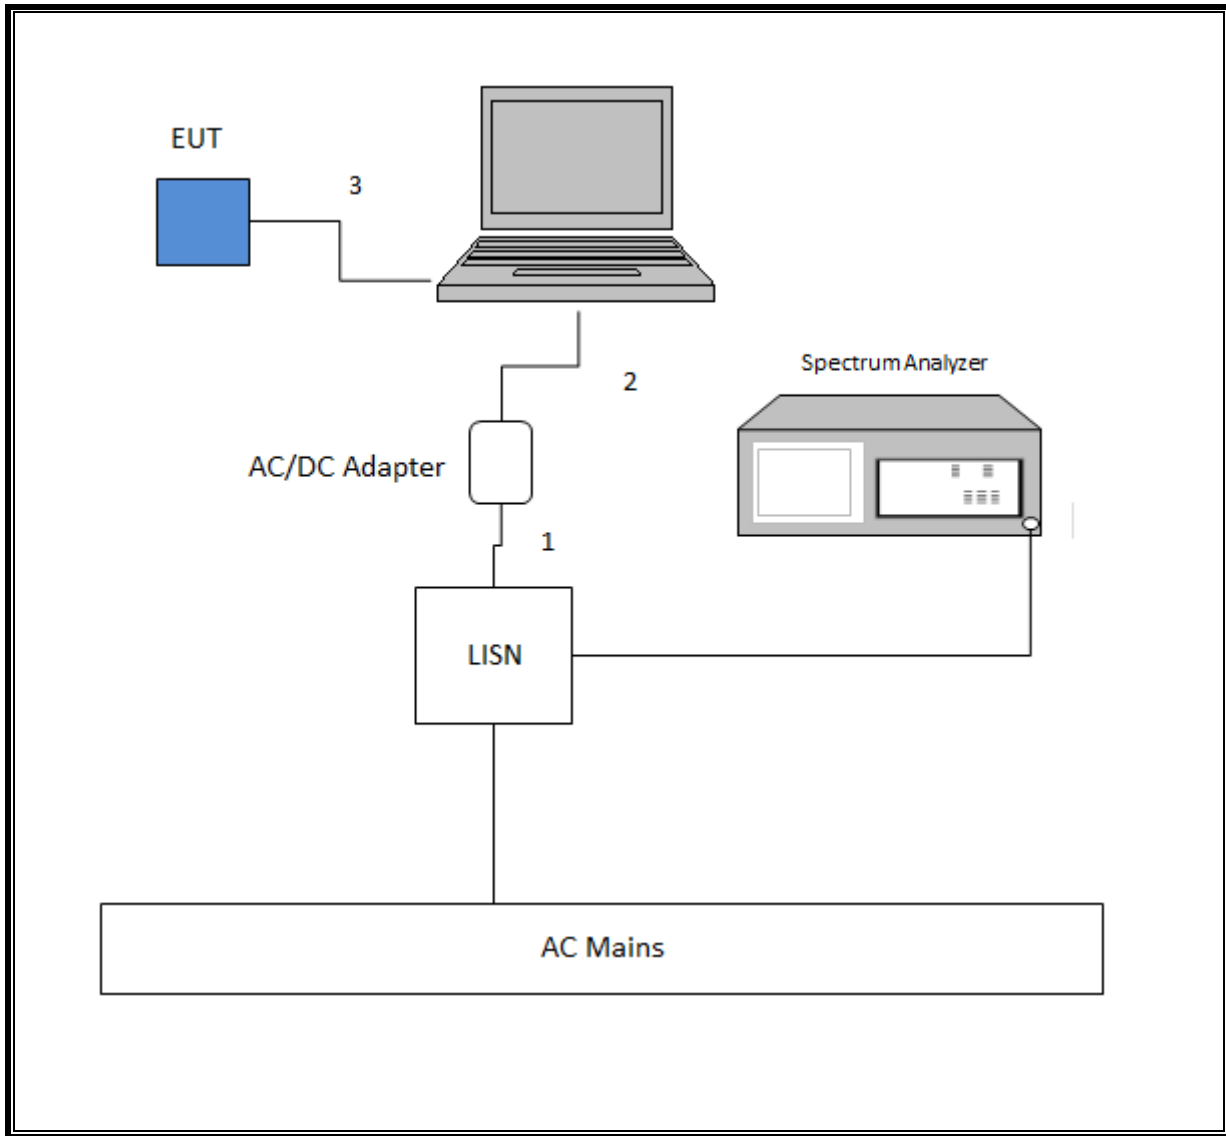 EUT
3
Spectrum Analyzer
2
AC/DC Adapter
1
LISN
AC Mains